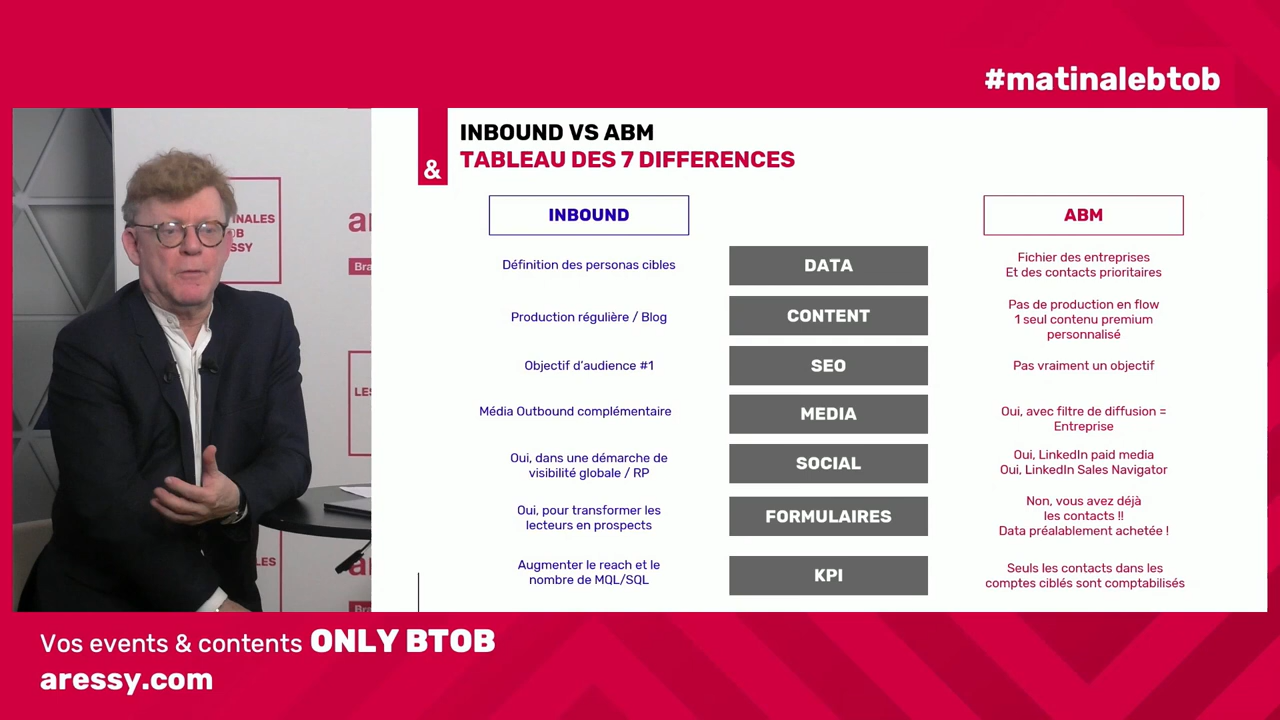 #matinalebtob
&
INBOUND VS ABM
TABLEAU DES 7 DIFFERENCES
INBOUND
ABM
Définition des personas cibles
DATA
Fichier des entreprises
Et des contacts prioritaires
Production régulière / Blog
CONTENT
Pas de production en flow
1 seul contenu premium
personnalisé
Objectif d'audience #1
SEO
Pas vraiment un objectif
Média Outbound complémentaire
MEDIA
Oui, avec filtre de diffusion =
Entreprise
Oui, dans une démarche de
visibilité globale / RP
SOCIAL
Oui, LinkedIn paid media
Oui, LinkedIn Sales Navigator
Oui, pour transformer les
lecteurs en prospects
FORMULAIRES
Non, vous avez déjà
les contacts !!
Data préalablement achetée !
Augmenter le reach et le
nombre de MQL/SQL
KPI
Seuls les contacts dans les
comptes ciblés sont comptabilisés
INALES
OB
SSY
Vos events & contents ONLY BTOB
aressy.com